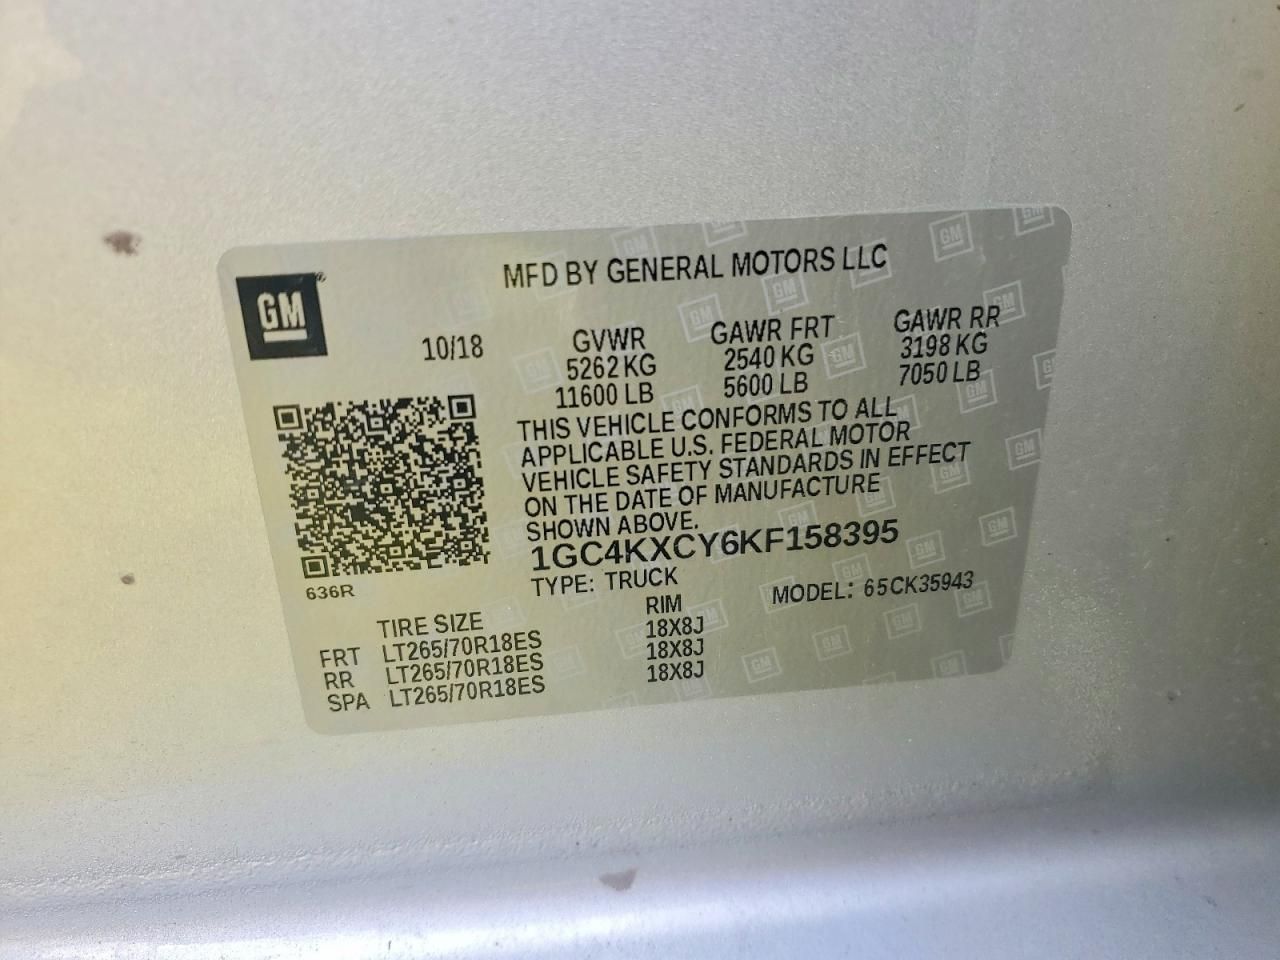 GM
MFD BY GENERAL MOTORS LLC
10/18
GVWR GAWR FRT GAWR RR
5262 KG 2540 KG 3198 KG
11600 LB 5600 LB 7050 LB
THIS VEHICLE CONFORMS TO ALL
APPLICABLE U.S. FEDERAL MOTOR
VEHICLE SAFETY STANDARDS IN EFFECT
ON THE DATE OF MANUFACTURE
SHOWN ABOVE.
1GC4KXCY6KF158395
636R
TYPE: TRUCK MODEL: 65CK35943
TIRE SIZE RIM
FRT LT265/70R18ES 18X8J
RR LT265/70R18ES 18X8J
SPA LT265/70R18ES 18X8J